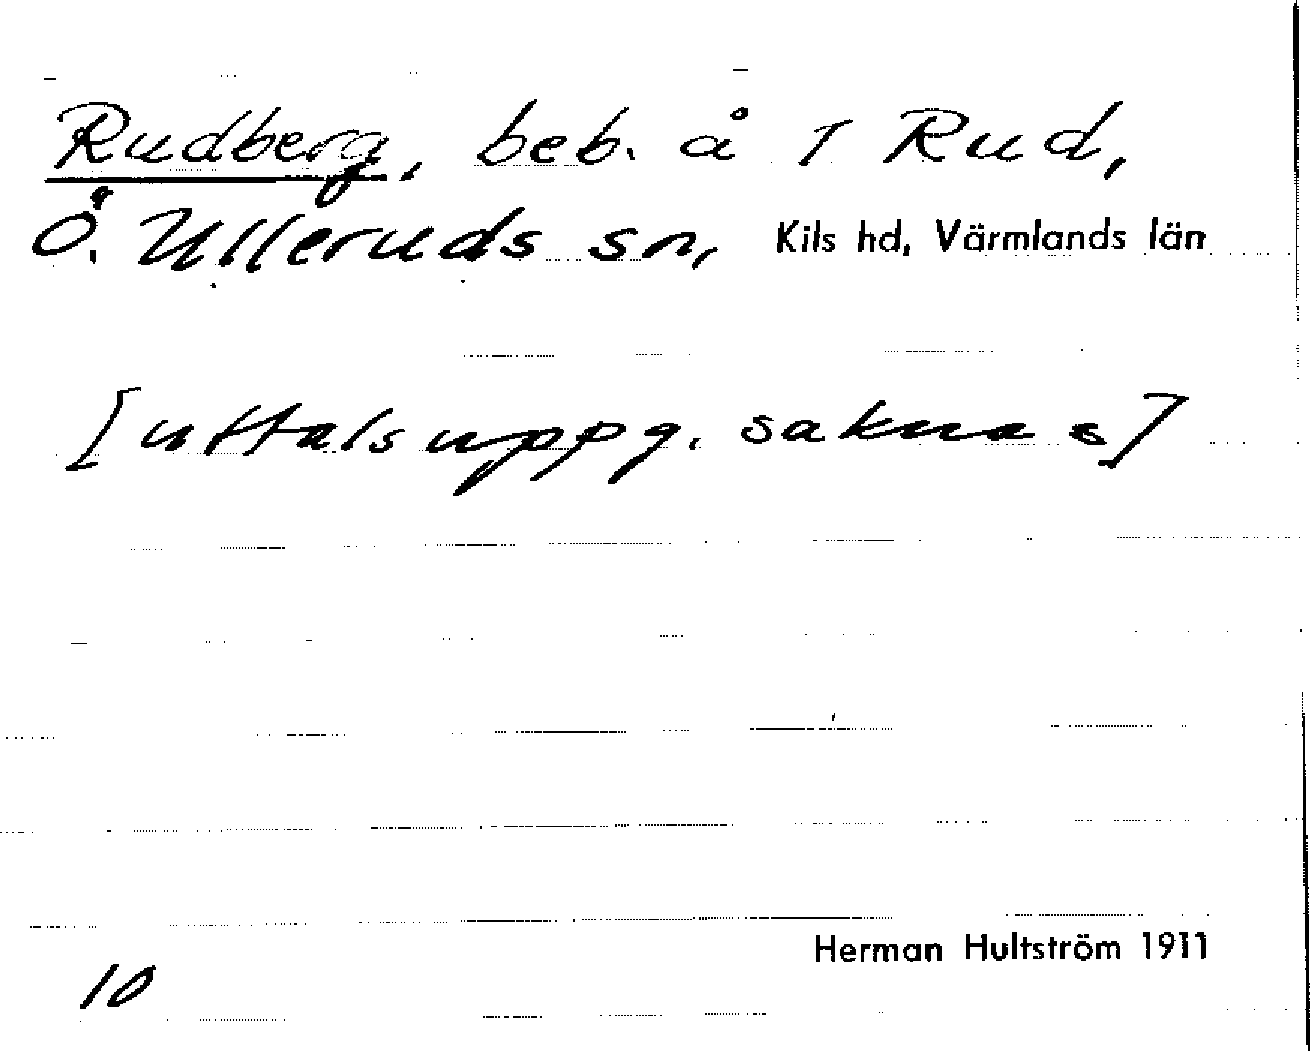 Rudberg, beb. å 1 Rud,
Ö. Ulleruds sn, Kils hd, Värmlands län
[uttalsuppg. saknas]
Herman Hultström 1911
10